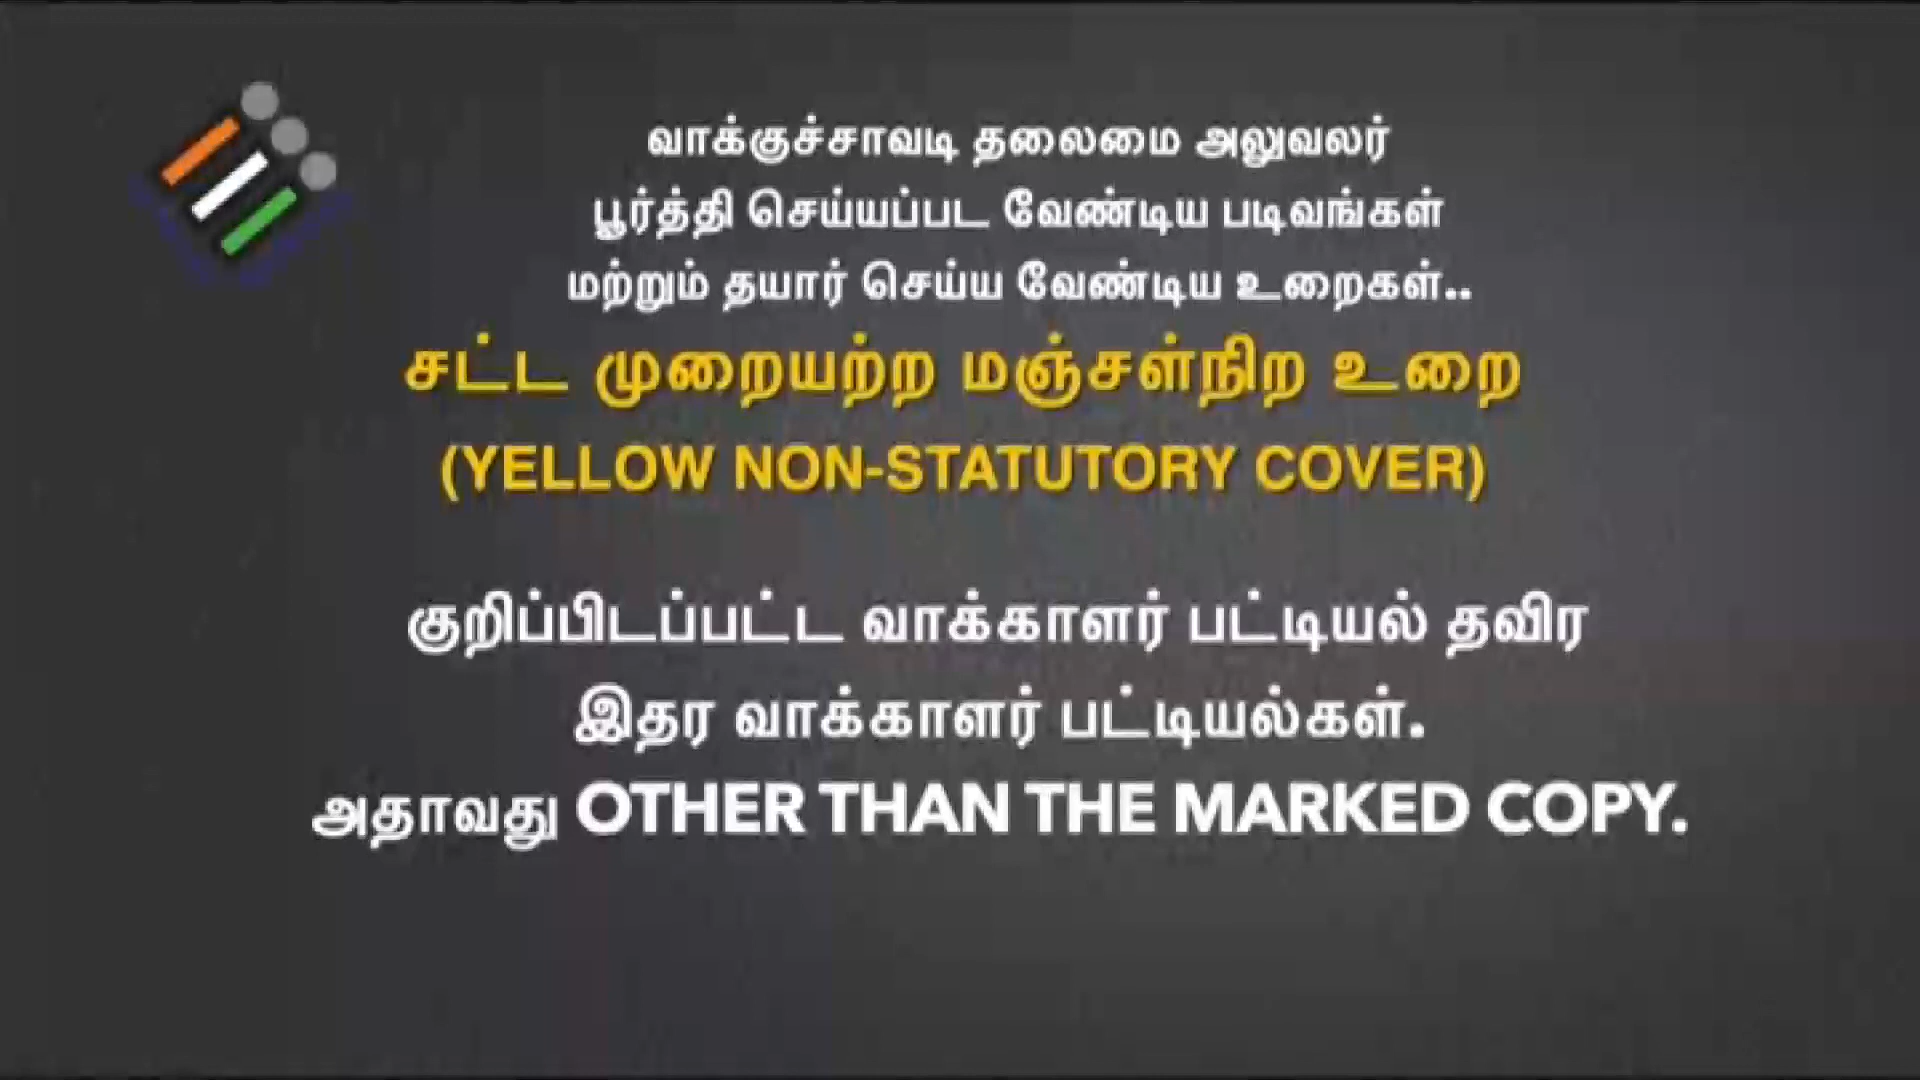 வாக்குச்சாவடி தலைமை அலுவலர்
பூர்த்தி செய்யப்பட வேண்டிய படிவங்கள்
மற்றும் தயார் செய்ய வேண்டிய உறைகள்..
சட்ட முறையற்ற மஞ்சள்நிற உறை
(YELLOW NON-STATUTORY COVER)
குறிப்பிடப்பட்ட வாக்காளர் பட்டியல் தவிர
இதர வாக்காளர் பட்டியல்கள்.
அதாவது OTHER THAN THE MARKED COPY.